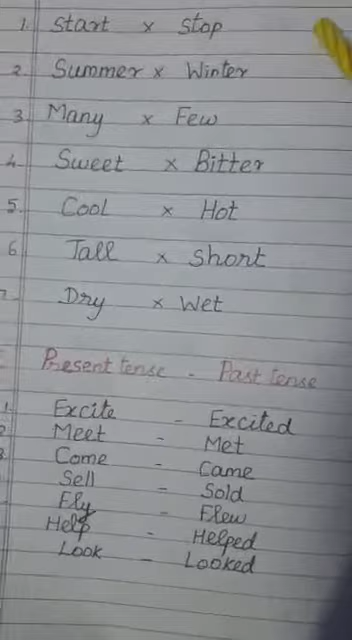 1. Start x Stop
2. Summer x Winter
3. Many x Few
4. Sweet x Bitter
5. Cool x Hot
6. Tall x Short
7. Dry x Wet
Present tense - Past tense
1. Excite - Excited
2. Meet - Met
3. Come - Came
Sell - Sold
Fly - Flew
Help - Helped
Look - Looked